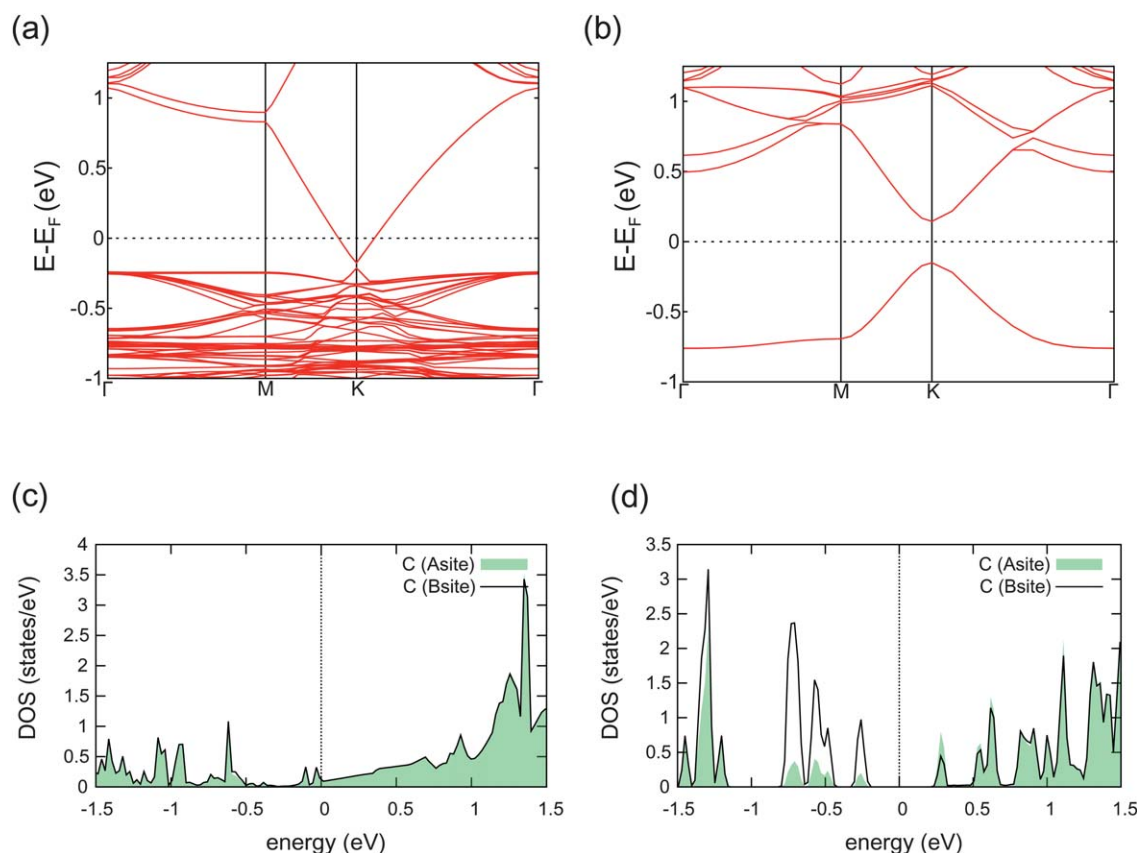 (a)
1
0.5
0
-0.5
-1
E-E_F (eV)
Γ M K Γ
(b)
1
0.5
0
-0.5
-1
E-E_F (eV)
Γ M K Γ
(c)
4
3.5
3
2.5
2
1.5
1
0.5
0
DOS (states/eV)
C (Asite)
C (Bsite)
-1.5 -1 -0.5 0 0.5 1 1.5
energy (eV)
(d)
3.5
3
2.5
2
1.5
1
0.5
0
DOS (states/eV)
C (Asite)
C (Bsite)
-1.5 -1 -0.5 0 0.5 1 1.5
energy (eV)